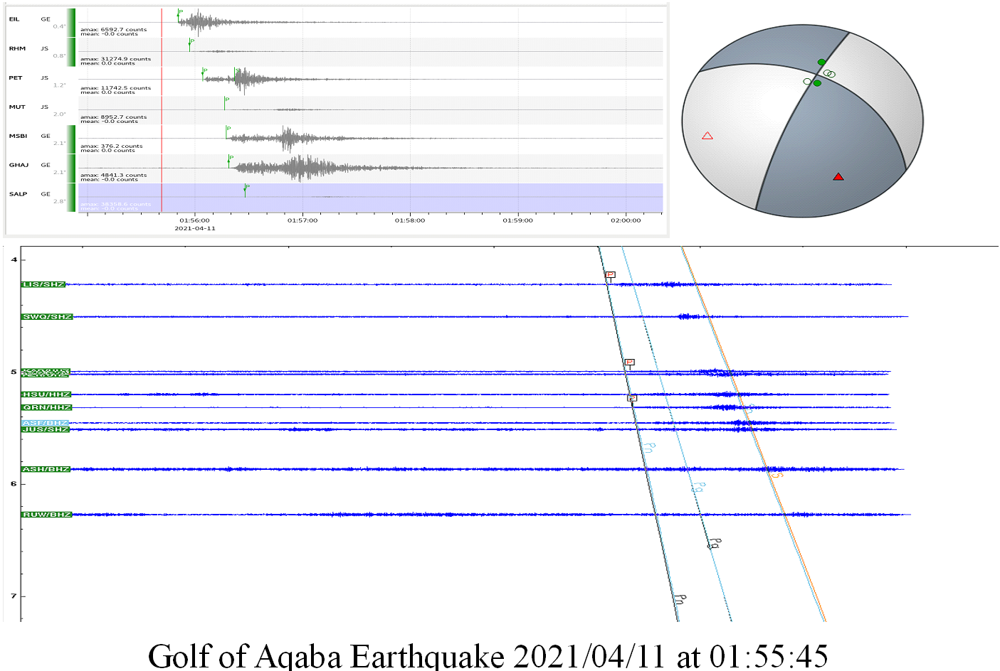 EIL GE P
0.4°
amax: 6592.7 counts
mean: -0.0 counts
RHM JS P
0.8°
amax: 31274.9 counts
mean: 0.0 counts
PET JS P
1.2°
amax: 11742.5 counts
mean: 0.0 counts
MUT JS P
2.0°
amax: 8952.7 counts
mean: -0.0 counts
MSBI GE P
2.1°
amax: 376.2 counts
mean: 0.0 counts
GHAJ GE P
2.1°
amax: 4841.3 counts
mean: -0.0 counts
SALP GE P
2.8°
amax: 38358.6 counts
mean: -0.0 counts
01:56:00 01:57:00 01:58:00 01:59:00 02:00:00
2021-04-11
4
P
LIS/SHZ
SWQ/SHZ
P
5
HSU/HHZ
P
QRN/HHZ
S
ASF/BHZ
JUS/SHZ
Pn
ASH/BHZ
S
6
Pg
RUW/BHZ
Pg
7
Pn
Golf of Aqaba Earthquake 2021/04/11 at 01:55:45